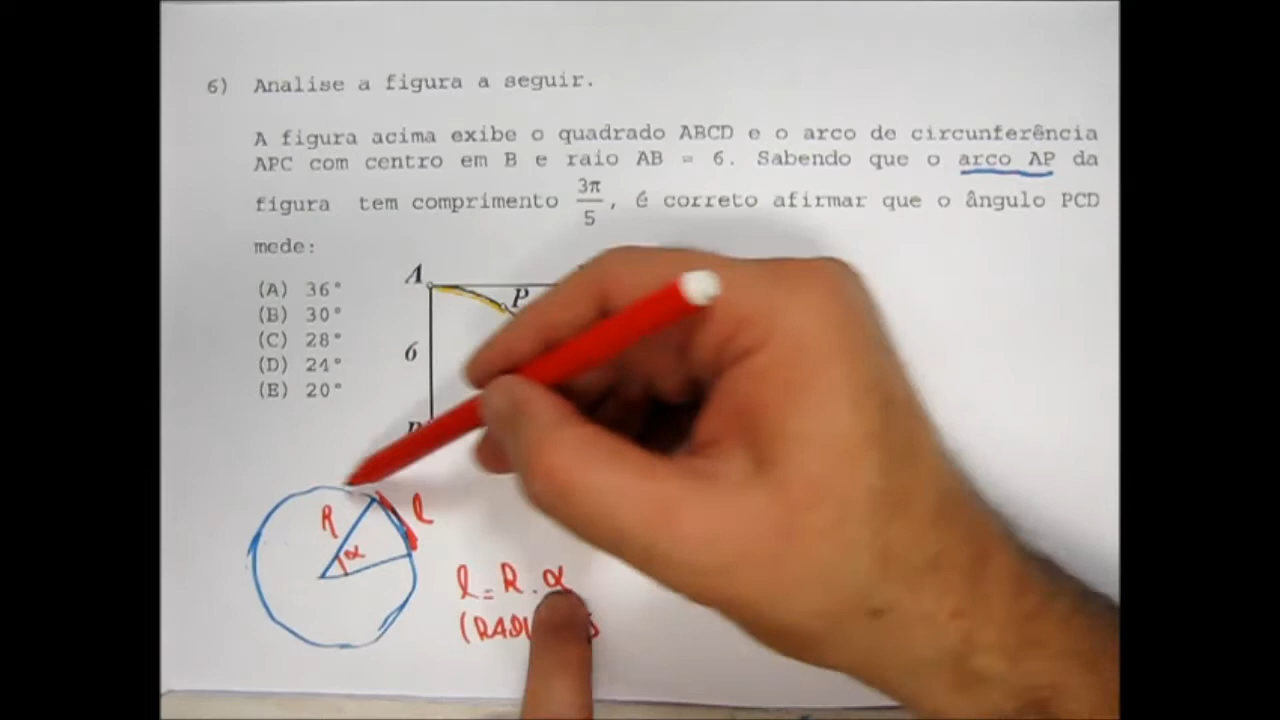 6) Analise a figura a seguir.
A figura acima exibe o quadrado ABCD e o arco de circunferência
APC com centro em B e raio AB = 6. Sabendo que o arco AP da
figura tem comprimento 3π/5, é correto afirmar que o ângulo PCD
mede:
(A) 36°
(B) 30°
(C) 28°
(D) 24°
(E) 20°
A
P
6
R
l
α
l = R . α